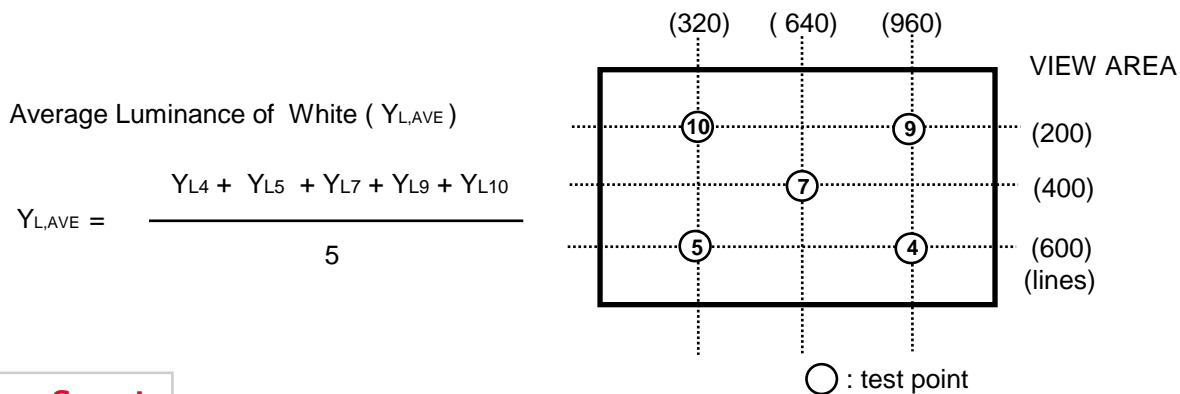 (320) ( 640) (960)
VIEW AREA
Average Luminance of White ( YL,AVE )
10 9 (200)
YL4 + YL5 + YL7 + YL9 + YL10
7 (400)
YL,AVE =
5
5 4 (600)
(lines)
: test point